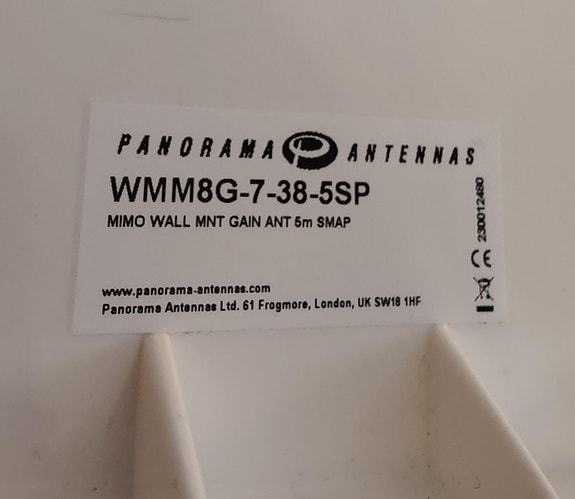 PANORAMA ANTENNAS
WMM8G-7-38-5SP
MIMO WALL MNT GAIN ANT 5m SMAP
230012480
CE
www.panorama-antennas.com
Panorama Antennas Ltd. 61 Frogmore, London, UK SW18 1HF